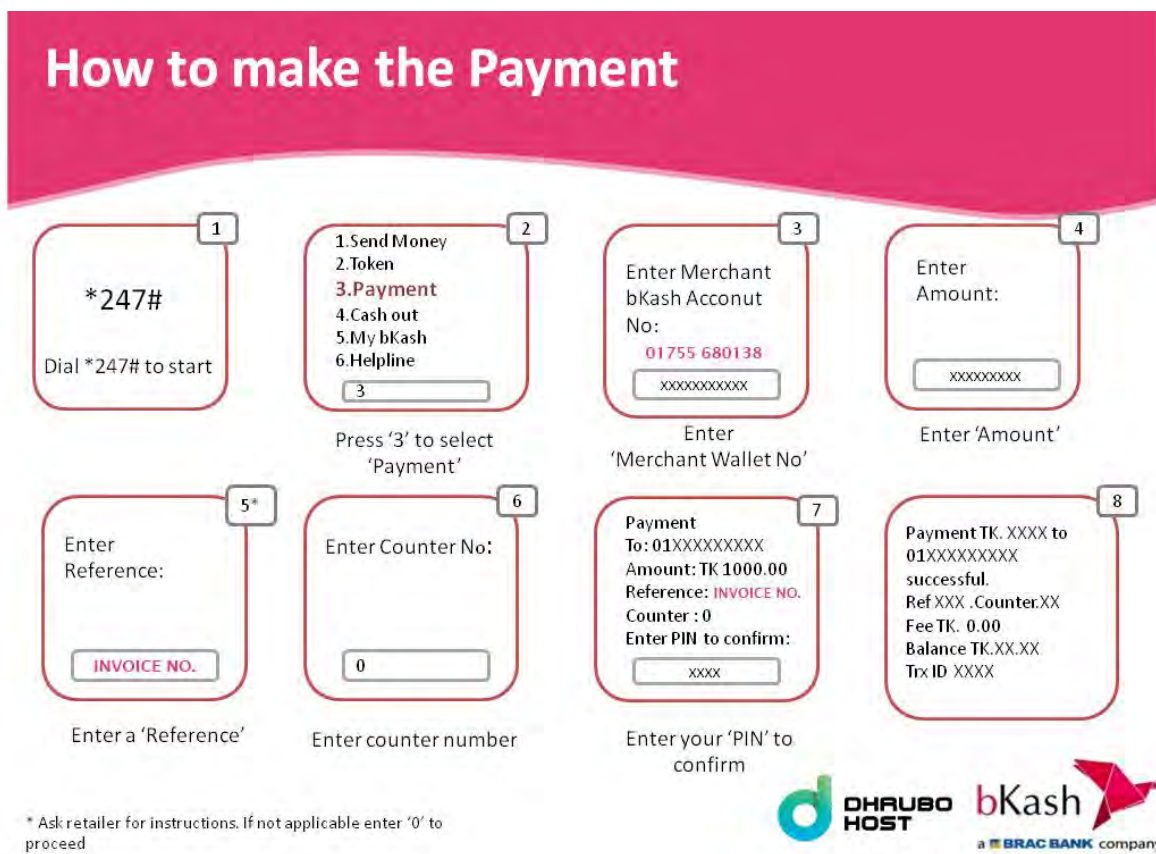 How to make the Payment
1
*247#
Dial *247# to start
2
1.Send Money
2.Token
3.Payment
4.Cash out
5.My bKash
6.Helpline
3
Press ‘3’ to select
‘Payment’
3
Enter Merchant
bKash Acconut
No:
01755 680138
xxxxxxxxxxx
Enter
‘Merchant Wallet No’
4
Enter
Amount:
xxxxxxxxx
Enter ‘Amount’
5*
Enter
Reference:
INVOICE NO.
Enter a ‘Reference’
6
Enter Counter No:
0
Enter counter number
7
Payment
To: 01XXXXXXXXX
Amount: TK 1000.00
Reference: INVOICE NO.
Counter : 0
Enter PIN to confirm:
xxxx
Enter your ‘PIN’ to
confirm
8
Payment TK. XXXX to
01XXXXXXXXX
successful.
Ref XXX .Counter.XX
Fee TK. 0.00
Balance TK.XX.XX
Trx ID XXXX
* Ask retailer for instructions. If not applicable enter ‘0’ to
proceed
DHRUBO
HOST
bKash
a BRAC BANK company